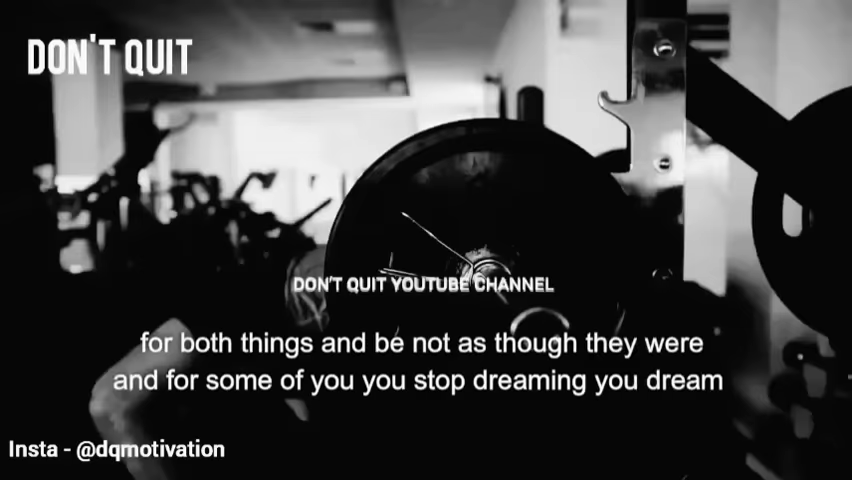 DON'T QUIT
DON'T QUIT YOUTUBE CHANNEL
for both things and be not as though they were
and for some of you you stop dreaming you dream
Insta - @dqmotivation